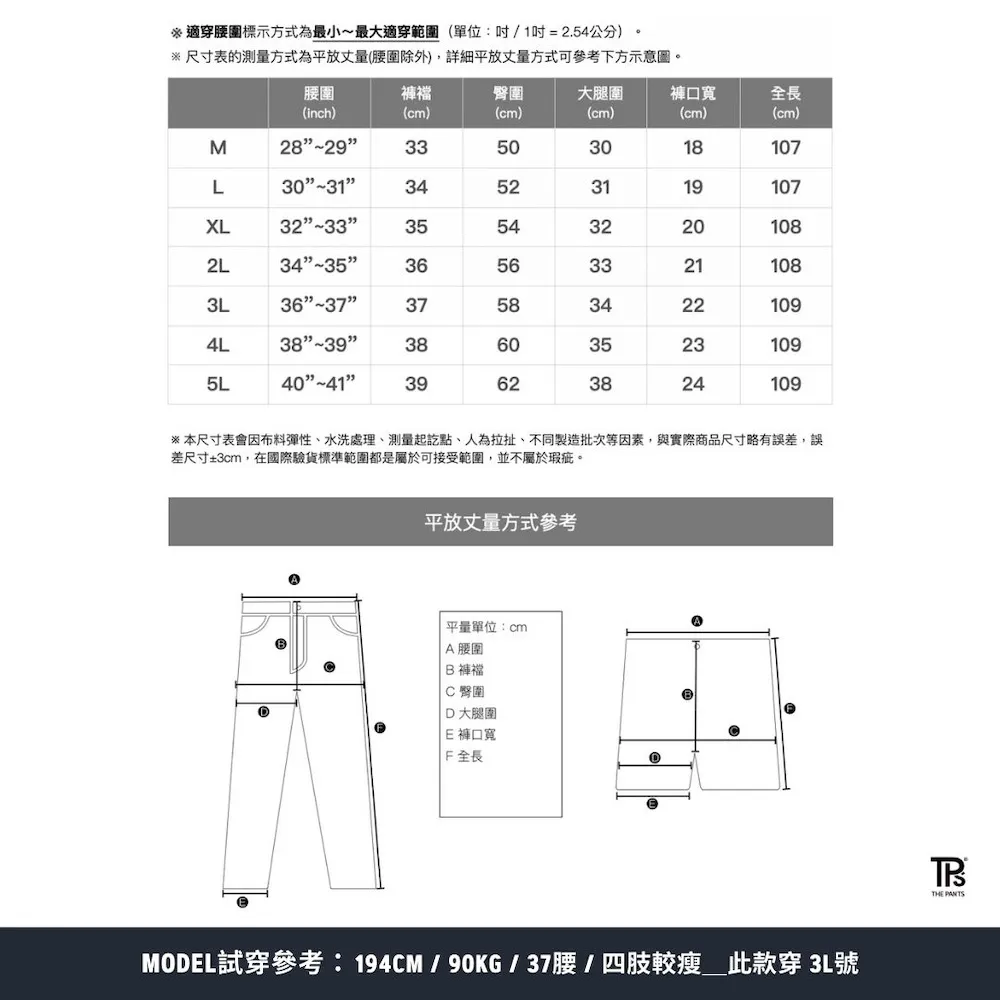 ※ 適穿腰圍標示方式為最小～最大適穿範圍（單位：吋 / 1吋 = 2.54公分）。
※ 尺寸表的測量方式為平放丈量(腰圍除外)，詳細平放丈量方式可參考下方示意圖。
腰圍 褲襠 臀圍 大腿圍 褲口寬 全長
(inch) (cm) (cm) (cm) (cm) (cm)
M 28”~29” 33 50 30 18 107
L 30”~31” 34 52 31 19 107
XL 32”~33” 35 54 32 20 108
2L 34”~35” 36 56 33 21 108
3L 36”~37” 37 58 34 22 109
4L 38”~39” 38 60 35 23 109
5L 40”~41” 39 62 38 24 109
※ 本尺寸表會因布料彈性、水洗處理、測量起訖點、人為拉扯、不同製造批次等因素，與實際商品尺寸略有誤差，誤
差尺寸±3cm，在國際驗貨標準範圍都是屬於可接受範圍，並不屬於瑕疵。
平放丈量方式參考
A
B
C
D
F
E
平量單位：cm
A 腰圍
B 褲襠
C 臀圍
D 大腿圍
E 褲口寬
F 全長
A
B
F
C
D
E
TPs®
THE PANTS
MODEL試穿參考：194CM / 90KG / 37腰 / 四肢較瘦__此款穿 3L號